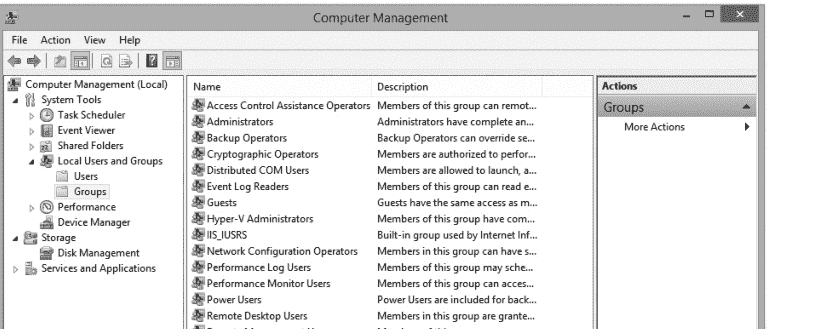 Computer Management
File Action View Help
Computer Management (Local)
System Tools
Task Scheduler
Event Viewer
Shared Folders
Local Users and Groups
Users
Groups
Performance
Device Manager
Storage
Disk Management
Services and Applications
Name Description
Access Control Assistance Operators Members of this group can remot...
Administrators Administrators have complete an...
Backup Operators Backup Operators can override se...
Cryptographic Operators Members are authorized to perfor...
Distributed COM Users Members are allowed to launch, a...
Event Log Readers Members of this group can read e...
Guests Guests have the same access as m...
Hyper-V Administrators Members of this group have com...
IIS_IUSRS Built-in group used by Internet Inf...
Network Configuration Operators Members in this group can have s...
Performance Log Users Members of this group may sche...
Performance Monitor Users Members of this group can acces...
Power Users Power Users are included for back...
Remote Desktop Users Members in this group are grante...
Actions
Groups
More Actions